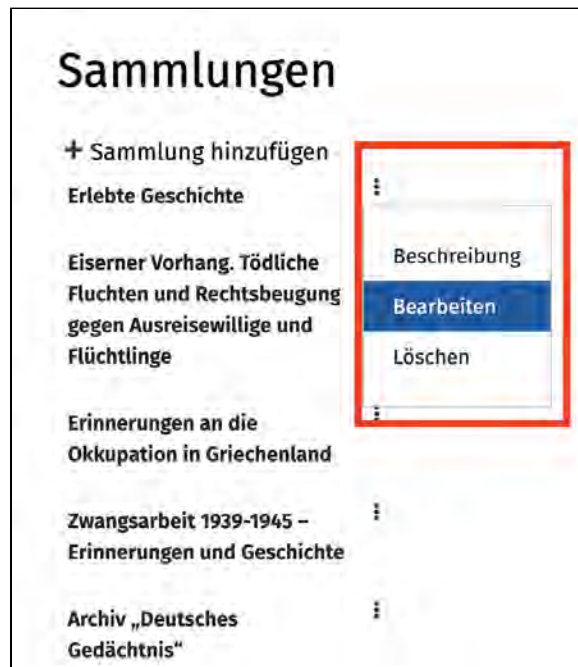 Sammlungen
+ Sammlung hinzufügen
Erlebte Geschichte
Eiserner Vorhang. Tödliche
Fluchten und Rechtsbeugung
gegen Ausreisewillige und
Flüchtlinge
Beschreibung
Bearbeiten
Löschen
Erinnerungen an die
Okkupation in Griechenland
Zwangsarbeit 1939-1945 –
Erinnerungen und Geschichte
Archiv „Deutsches
Gedächtnis“